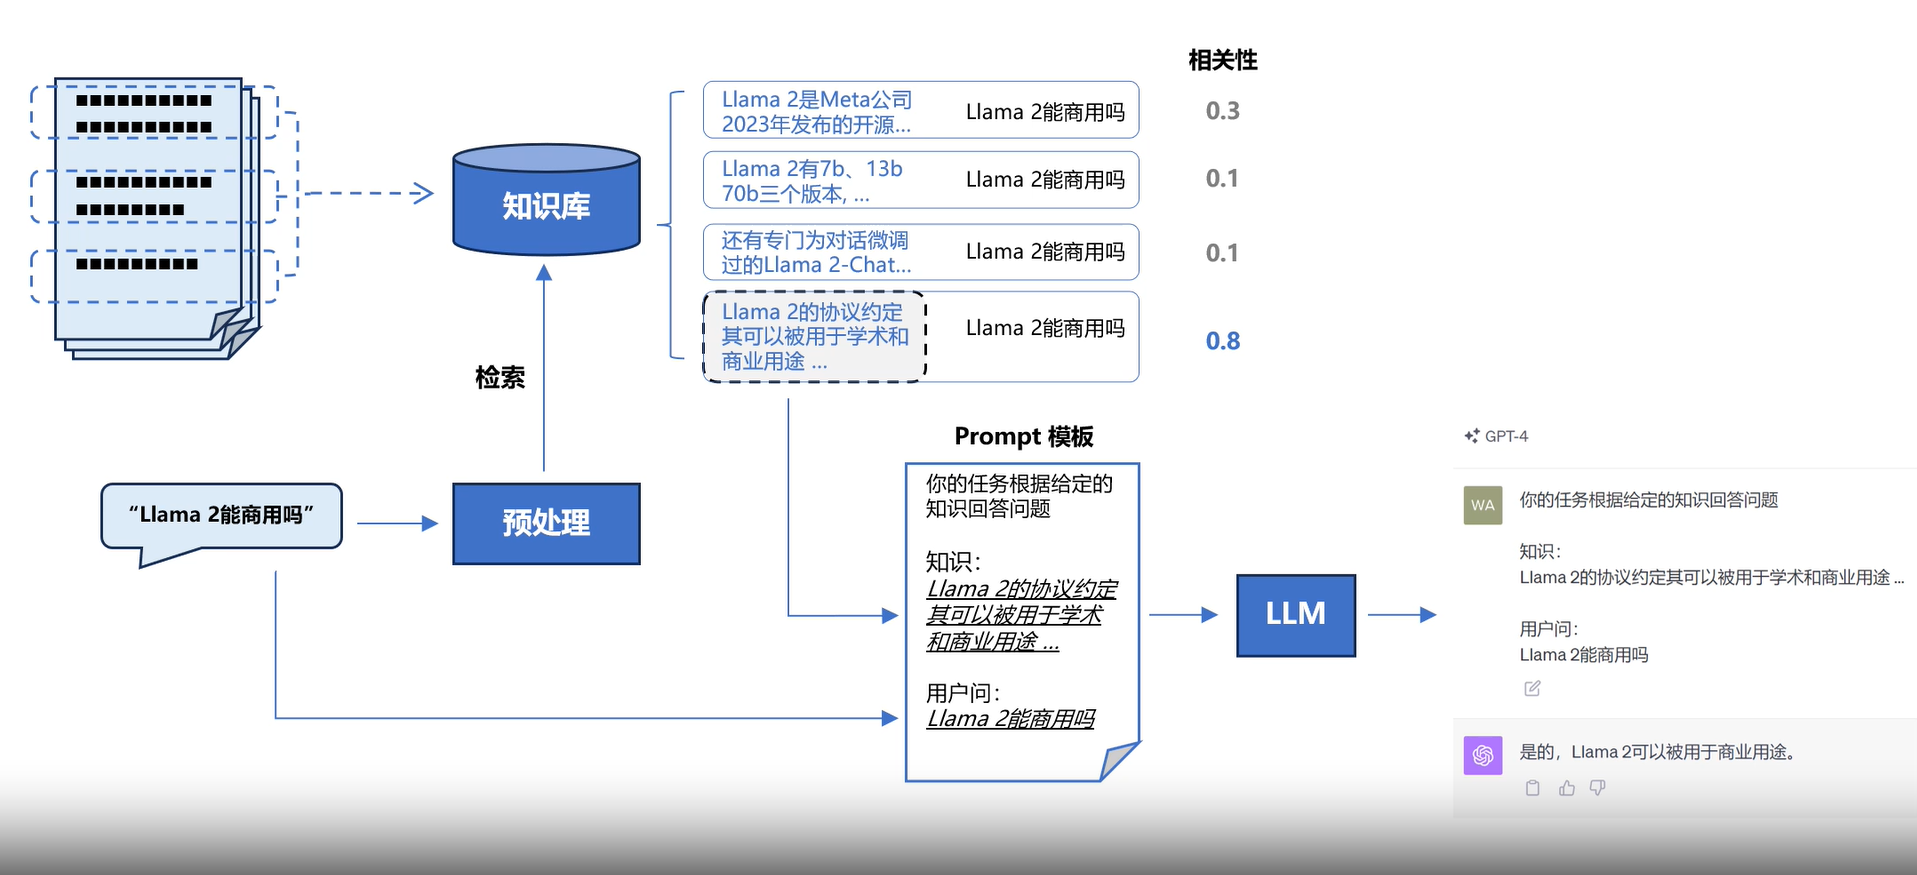 相关性
Llama 2是Meta公司
2023年发布的开源...
Llama 2能商用吗
0.3
Llama 2有7b、13b
70b三个版本, ...
Llama 2能商用吗
0.1
知识库
还有专门为对话微调
过的Llama 2-Chat...
Llama 2能商用吗
0.1
Llama 2的协议约定
其可以被用于学术和
商业用途 ...
Llama 2能商用吗
0.8
检索
“Llama 2能商用吗”
预处理
Prompt 模板
你的任务根据给定的
知识回答问题
知识：
Llama 2的协议约定
其可以被用于学术
和商业用途 ...
用户问：
Llama 2能商用吗
LLM
GPT-4
WA
你的任务根据给定的知识回答问题
知识：
Llama 2的协议约定其可以被用于学术和商业用途 ...
用户问：
Llama 2能商用吗
是的，Llama 2可以被用于商业用途。